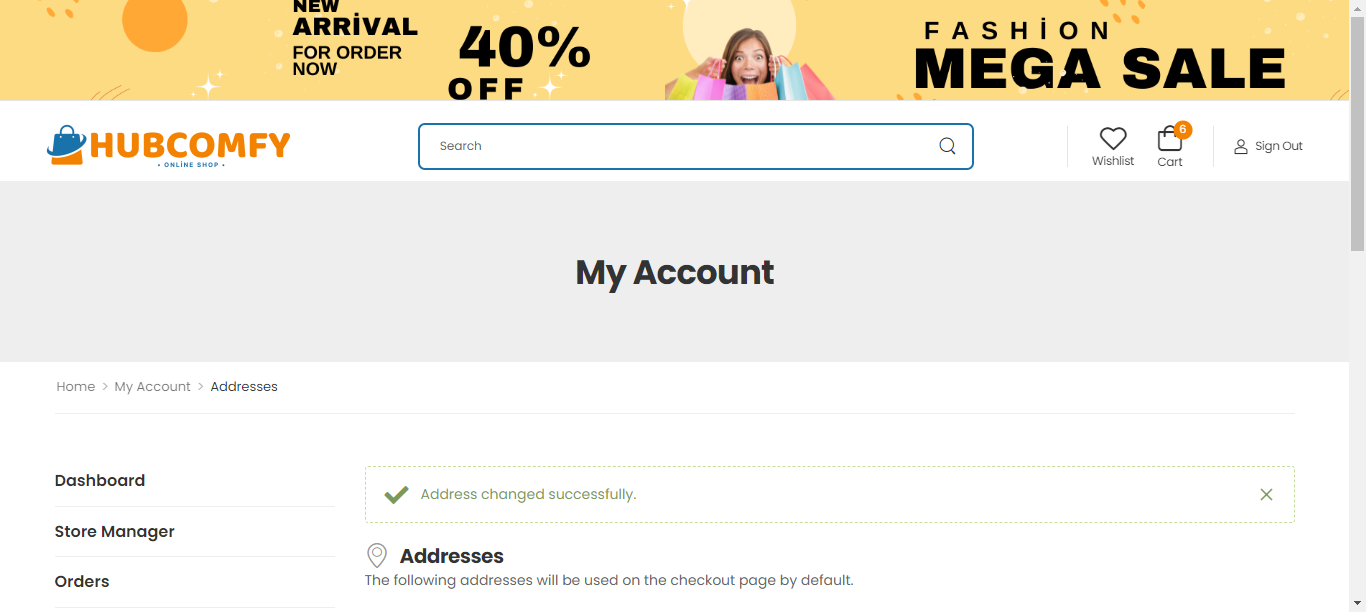 NEW
ARRİVAL
FOR ORDER
NOW
40%
OFF
FASHİON
MEGA SALE
HUBCOMFY
• ONLİNE SHOP •
Search
Wishlist
6
Cart
Sign Out
My Account
Home > My Account > Addresses
Dashboard
Store Manager
Orders
Address changed successfully.
Addresses
The following addresses will be used on the checkout page by default.